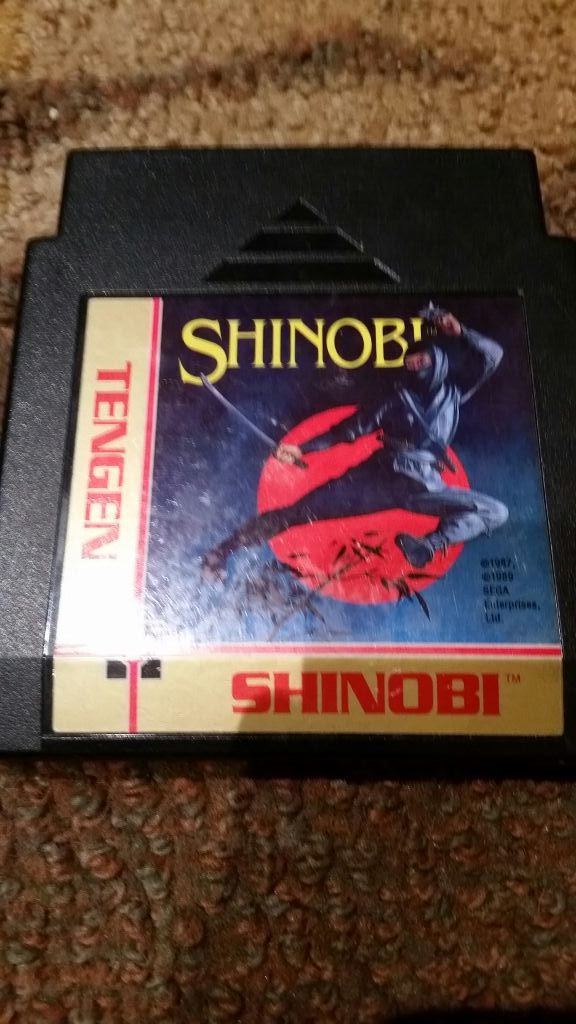 SHINOBI
TENGEN
©1987,
©1989
SEGA
Enterprises,
Ltd.
SHINOBI™